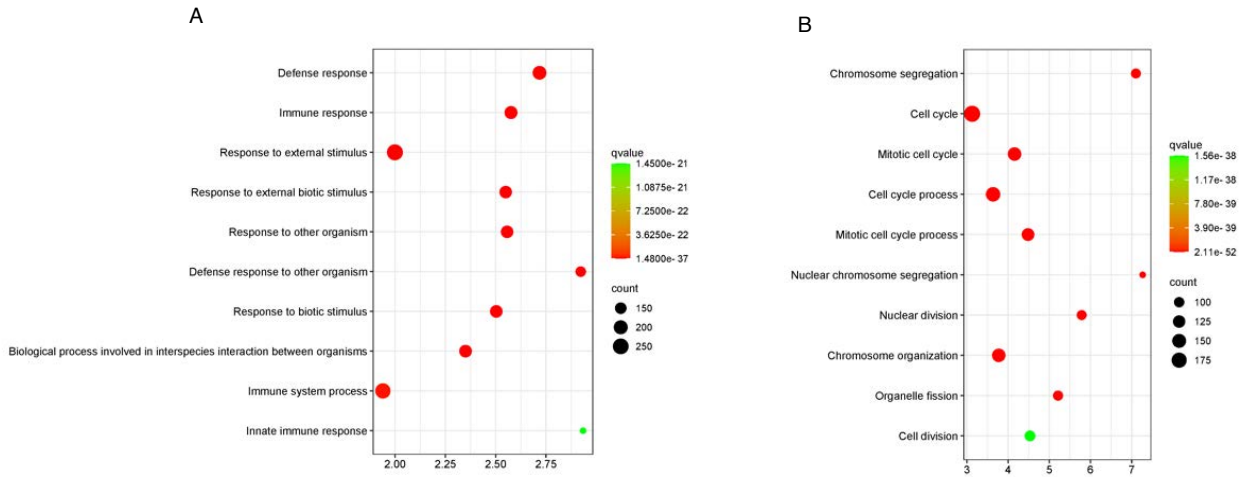 A
Defense response
Immune response
Response to external stimulus
Response to external biotic stimulus
Response to other organism
Defense response to other organism
Response to biotic stimulus
Biological process involved in interspecies interaction between organisms
Immune system process
Innate immune response
2.00 2.25 2.50 2.75
qvalue
1.4500e- 21
1.0875e- 21
7.2500e- 22
3.6250e- 22
1.4800e- 37
count
150
200
250
B
Chromosome segregation
Cell cycle
Mitotic cell cycle
Cell cycle process
Mitotic cell cycle process
Nuclear chromosome segregation
Nuclear division
Chromosome organization
Organelle fission
Cell division
3 4 5 6 7
qvalue
1.56e- 38
1.17e- 38
7.80e- 39
3.90e- 39
2.11e- 52
count
100
125
150
175